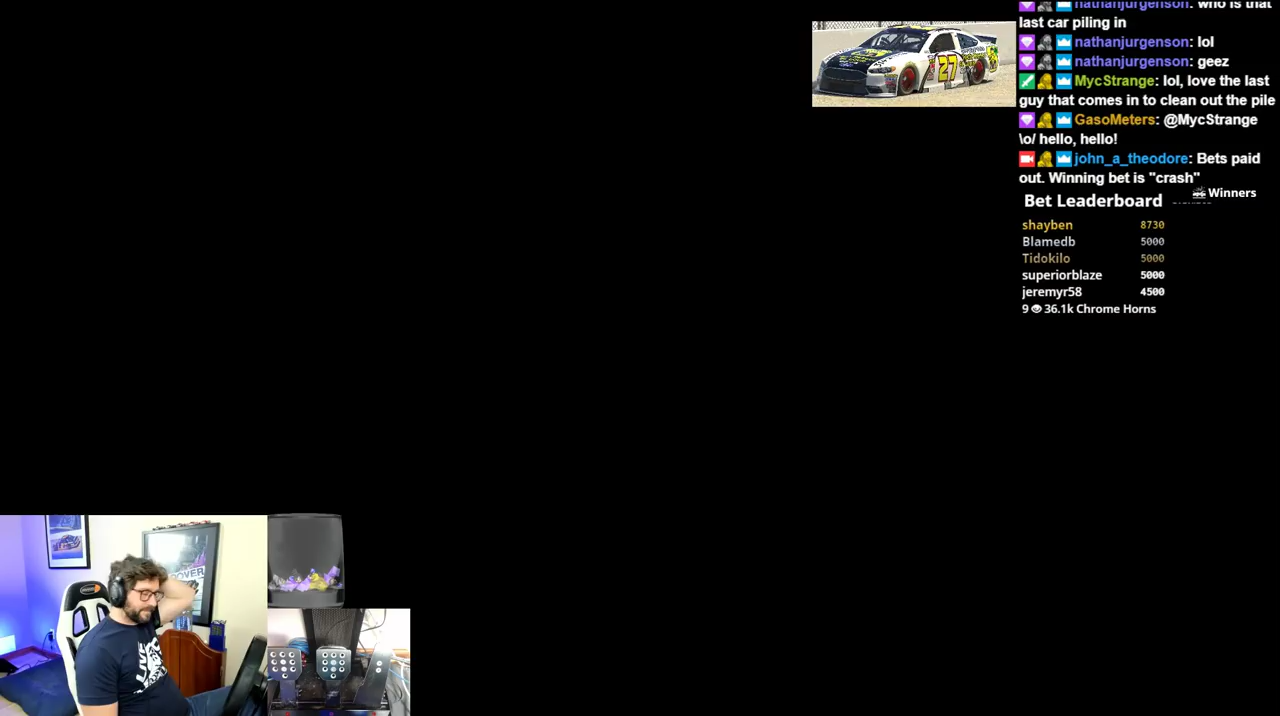 nathanjurgenson: who is that
last car piling in
nathanjurgenson: lol
nathanjurgenson: geez
MycStrange: lol, love the last
guy that comes in to clean out the pile
GasoMeters: @MycStrange
\o/ hello, hello!
john_a_theodore: Bets paid
out. Winning bet is "crash"
Winners
Bet Leaderboard
shayben 8730
Blamedb 5000
Tidokilo 5000
superiorblaze 5000
jeremyr58 4500
9 36.1k Chrome Horns
27